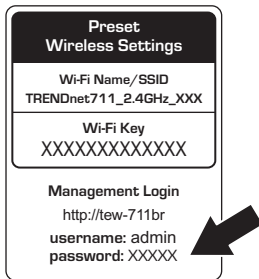 Preset
Wireless Settings
Wi-Fi Name/SSID
TRENDnet711_2.4GHz_XXX
Wi-Fi Key
XXXXXXXXXXXXX
Management Login
http://tew-711br
username: admin
password: XXXXX